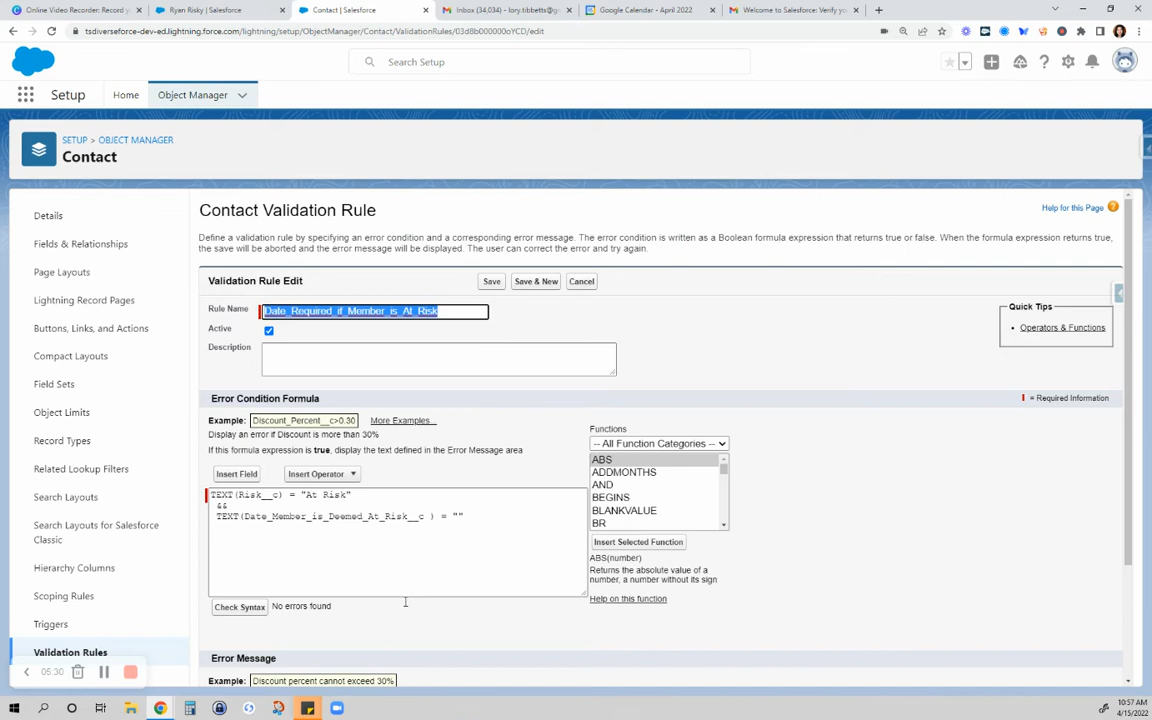 Online Video Recorder: Record y
Ryan Risky | Salesforce
Contact | Salesforce
Inbox (34,034) - lory.tibbetts@g
Google Calendar - April 2022
Welcome to Salesforce: Verify yo
tsdiverseforce-dev-ed.lightning.force.com/lightning/setup/ObjectManager/Contact/ValidationRules/03d8b000000oYCD/edit
Search Setup
Setup
Home
Object Manager
SETUP > OBJECT MANAGER
Contact
Details
Fields & Relationships
Page Layouts
Lightning Record Pages
Buttons, Links, and Actions
Compact Layouts
Field Sets
Object Limits
Record Types
Related Lookup Filters
Search Layouts
Search Layouts for Salesforce
Classic
Hierarchy Columns
Scoping Rules
Triggers
Validation Rules
Contact Validation Rule
Help for this Page
Define a validation rule by specifying an error condition and a corresponding error message. The error condition is written as a Boolean formula expression that returns true or false. When the formula expression returns true,
the save will be aborted and the error message will be displayed. The user can correct the error and try again.
Validation Rule Edit
Save
Save & New
Cancel
Rule Name
Date_Required_if_Member_is_At_Risk
Active
Description
Quick Tips
Operators & Functions
Error Condition Formula
= Required Information
Example:
Discount_Percent__c>0.30
More Examples...
Display an error if Discount is more than 30%
If this formula expression is true, display the text defined in the Error Message area
Insert Field
Insert Operator
TEXT(Risk__c) = "At Risk"
&&
TEXT(Date_Member_is_Deemed_At_Risk__c ) = ""
Functions
-- All Function Categories --
ABS
ADDMONTHS
AND
BEGINS
BLANKVALUE
BR
Insert Selected Function
ABS(number)
Returns the absolute value of a
number, a number without its sign
Help on this function
Check Syntax
No errors found
Error Message
Example:
Discount percent cannot exceed 30%
05:30
10:57 AM
4/15/2022